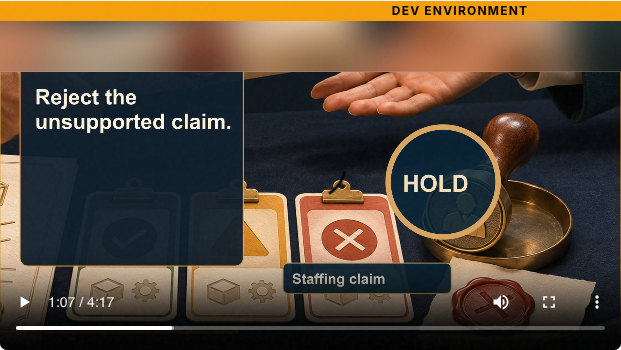 DEV ENVIRONMENT
Reject the
unsupported claim.
HOLD
Staffing claim
1:07 / 4:17